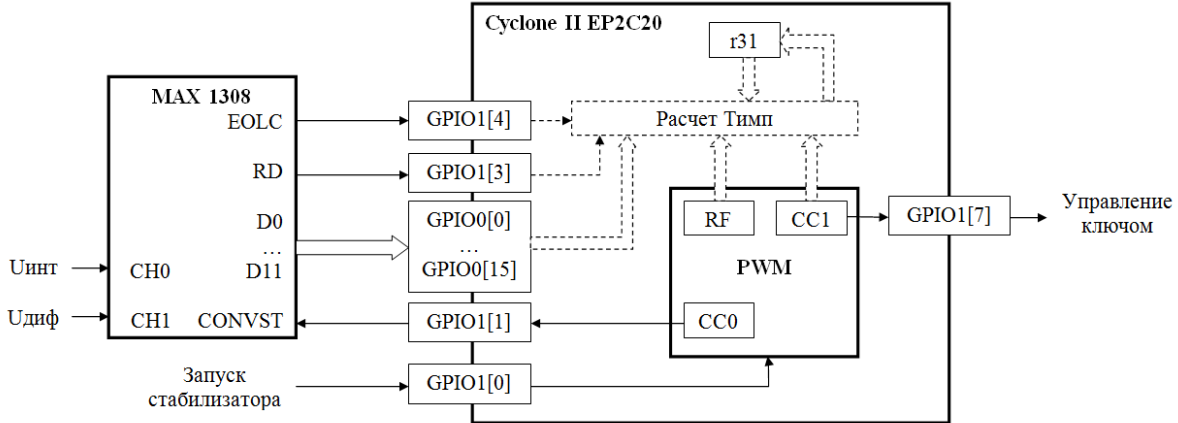 Cyclone II EP2C20
r31
MAX 1308
EOLC
GPIO1[4]
Расчет Тимп
RD
GPIO1[3]
D0
GPIO0[0]
RF
CC1
GPIO1[7]
Управление
ключом
...
...
Uинт
CH0
D11
GPIO0[15]
PWM
Uдиф
CH1
CONVST
GPIO1[1]
CC0
Запуск
стабилизатора
GPIO1[0]